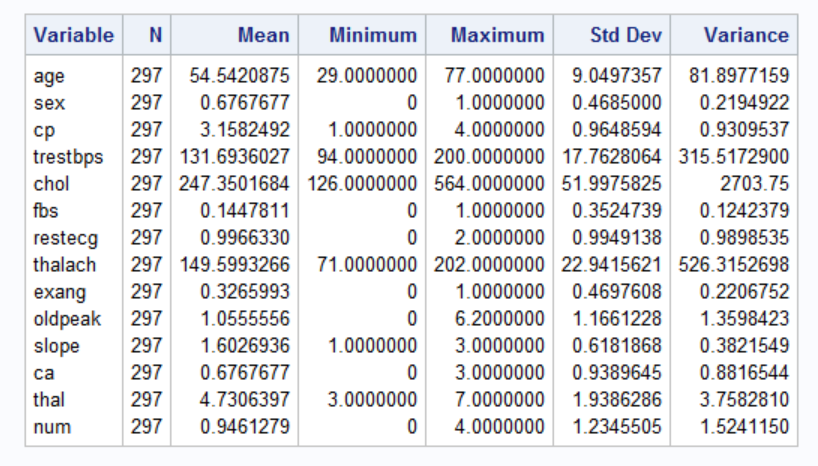 Variable N Mean Minimum Maximum Std Dev Variance
age 297 54.5420875 29.0000000 77.0000000 9.0497357 81.8977159
sex 297 0.6767677 0 1.0000000 0.4685000 0.2194922
cp 297 3.1582492 1.0000000 4.0000000 0.9648594 0.9309537
trestbps 297 131.6936027 94.0000000 200.0000000 17.7628064 315.5172900
chol 297 247.3501684 126.0000000 564.0000000 51.9975825 2703.75
fbs 297 0.1447811 0 1.0000000 0.3524739 0.1242379
restecg 297 0.9966330 0 2.0000000 0.9949138 0.9898535
thalach 297 149.5993266 71.0000000 202.0000000 22.9415621 526.3152698
exang 297 0.3265993 0 1.0000000 0.4697608 0.2206752
oldpeak 297 1.0555556 0 6.2000000 1.1661228 1.3598423
slope 297 1.6026936 1.0000000 3.0000000 0.6181868 0.3821549
ca 297 0.6767677 0 3.0000000 0.9389645 0.8816544
thal 297 4.7306397 3.0000000 7.0000000 1.9386286 3.7582810
num 297 0.9461279 0 4.0000000 1.2345505 1.5241150